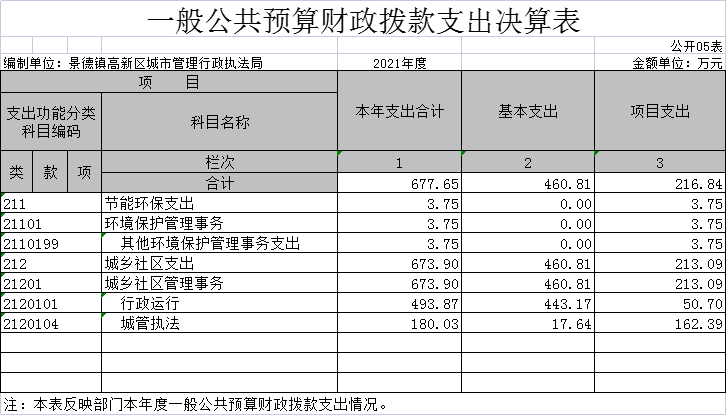 一般公共预算财政拨款支出决算表
公开05表
编制单位：景德镇高新区城市管理行政执法局 2021年度 金额单位：万元
项 目 本年支出合计 基本支出 项目支出
支出功能分类科目编码 科目名称
类 款 项 栏次 1 2 3
合计 677.65 460.81 216.84
211 节能环保支出 3.75 0.00 3.75
21101 环境保护管理事务 3.75 0.00 3.75
2110199 其他环境保护管理事务支出 3.75 0.00 3.75
212 城乡社区支出 673.90 460.81 213.09
21201 城乡社区管理事务 673.90 460.81 213.09
2120101 行政运行 493.87 443.17 50.70
2120104 城管执法 180.03 17.64 162.39
注：本表反映部门本年度一般公共预算财政拨款支出情况。